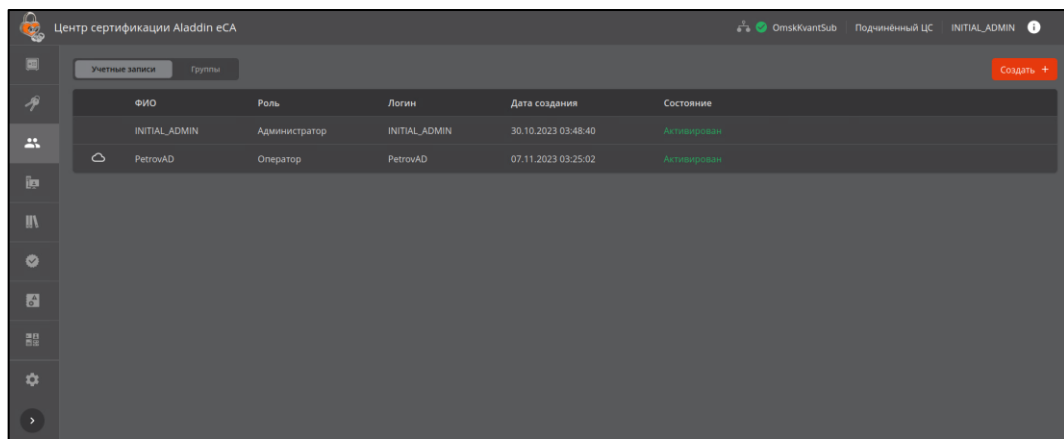 Центр сертификации Aladdin eCA
OmskKvantSub Подчинённый ЦС INITIAL_ADMIN
Учетные записи Группы Создать +
ФИО Роль Логин Дата создания Состояние
INITIAL_ADMIN Администратор INITIAL_ADMIN 30.10.2023 03:48:40 Активирован
PetrovAD Оператор PetrovAD 07.11.2023 03:25:02 Активирован